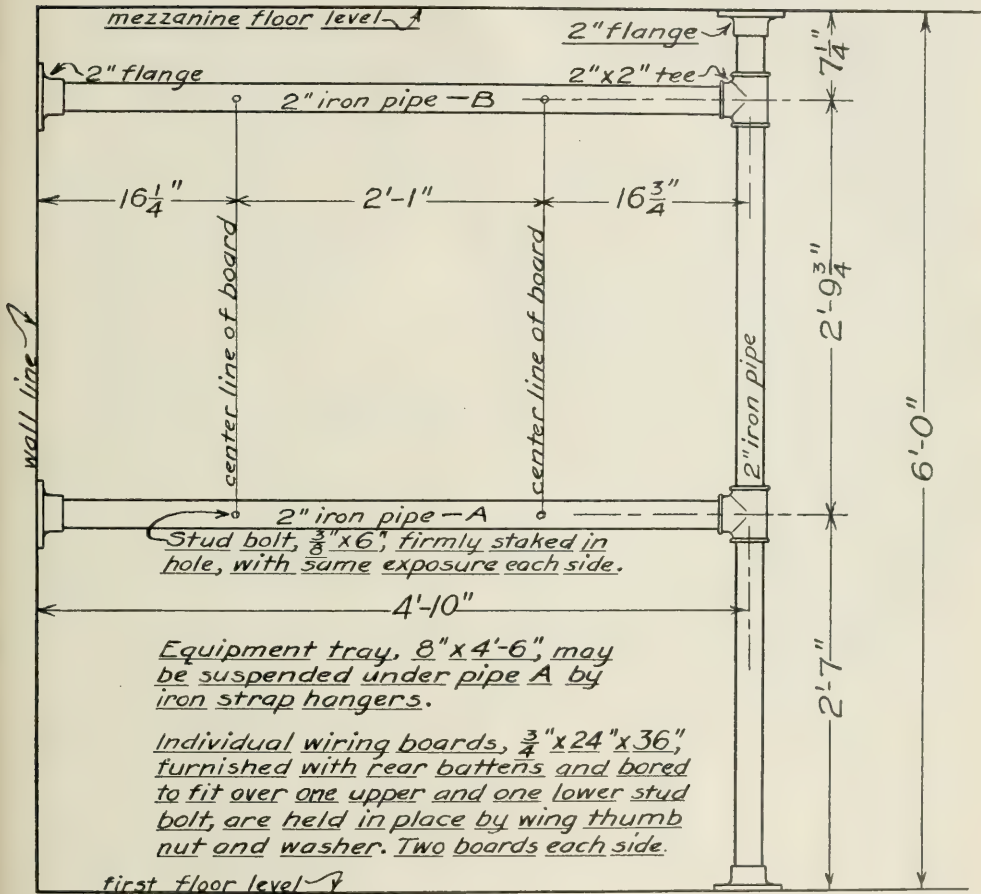 mezzanine floor level
2" flange
7 1/4"
2" flange
2"x2" tee
2" iron pipe — B
16 1/4"
2'-1"
16 3/4"
2'-9 3/4"
wall line
center line of board
center line of board
2" iron pipe
6'-0"
2" iron pipe — A
Stud bolt, 3/8" x 6", firmly staked in
hole, with same exposure each side.
4'-10"
2'-7"
Equipment tray, 8" x 4'-6", may
be suspended under pipe A by
iron strap hangers.
Individual wiring boards, 3/4" x 24" x 36",
furnished with rear battens and bored
to fit over one upper and one lower stud
bolt, are held in place by wing thumb
nut and washer. Two boards each side.
first floor level